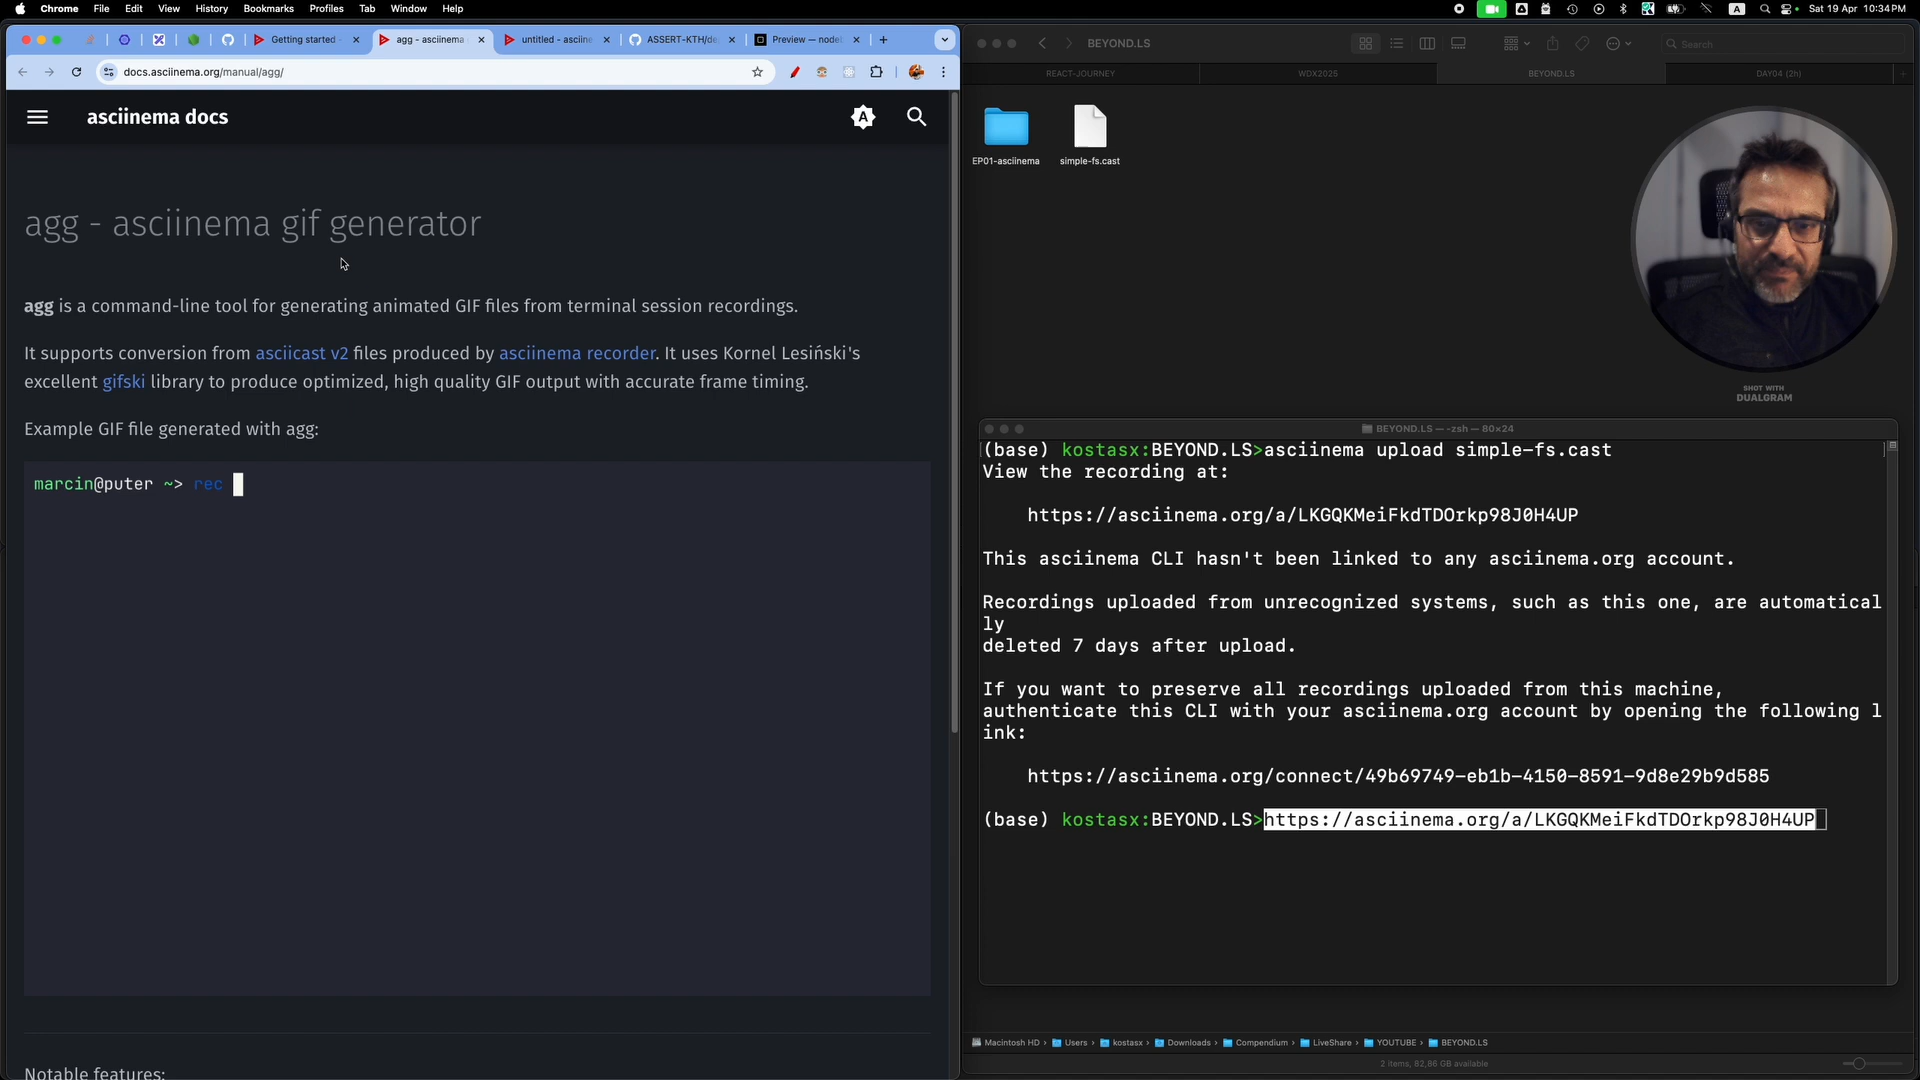 Chrome File Edit View History Bookmarks Profiles Tab Window Help
A Sat 19 Apr 10:34 PM
Getting started - agg - asciinema untitled - asciine ASSERT-KTH/de Preview — node
docs.asciinema.org/manual/agg/
asciinema docs
agg - asciinema gif generator
agg is a command-line tool for generating animated GIF files from terminal session recordings.
It supports conversion from asciicast v2 files produced by asciinema recorder. It uses Kornel Lesiński's
excellent gifski library to produce optimized, high quality GIF output with accurate frame timing.
Example GIF file generated with agg:
marcin@puter ~> rec
Notable features:
BEYOND.LS
Search
REACT-JOURNEY WDX2025 BEYOND.LS DAY04 (2h)
EP01-asciinema simple-fs.cast
SHOT WITH
DUALGRAM
BEYOND.LS — -zsh — 80×24
(base) kostasx:BEYOND.LS>asciinema upload simple-fs.cast
View the recording at:
https://asciinema.org/a/LKGQKMeiFkdTDOrkp98J0H4UP
This asciinema CLI hasn't been linked to any asciinema.org account.
Recordings uploaded from unrecognized systems, such as this one, are automatical
ly
deleted 7 days after upload.
If you want to preserve all recordings uploaded from this machine,
authenticate this CLI with your asciinema.org account by opening the following l
ink:
https://asciinema.org/connect/49b69749-eb1b-4150-8591-9d8e29b9d585
(base) kostasx:BEYOND.LS>https://asciinema.org/a/LKGQKMeiFkdTDOrkp98J0H4UP
Macintosh HD › Users › kostasx › Downloads › Compendium › LiveShare › YOUTUBE › BEYOND.LS
2 items, 82,86 GB available